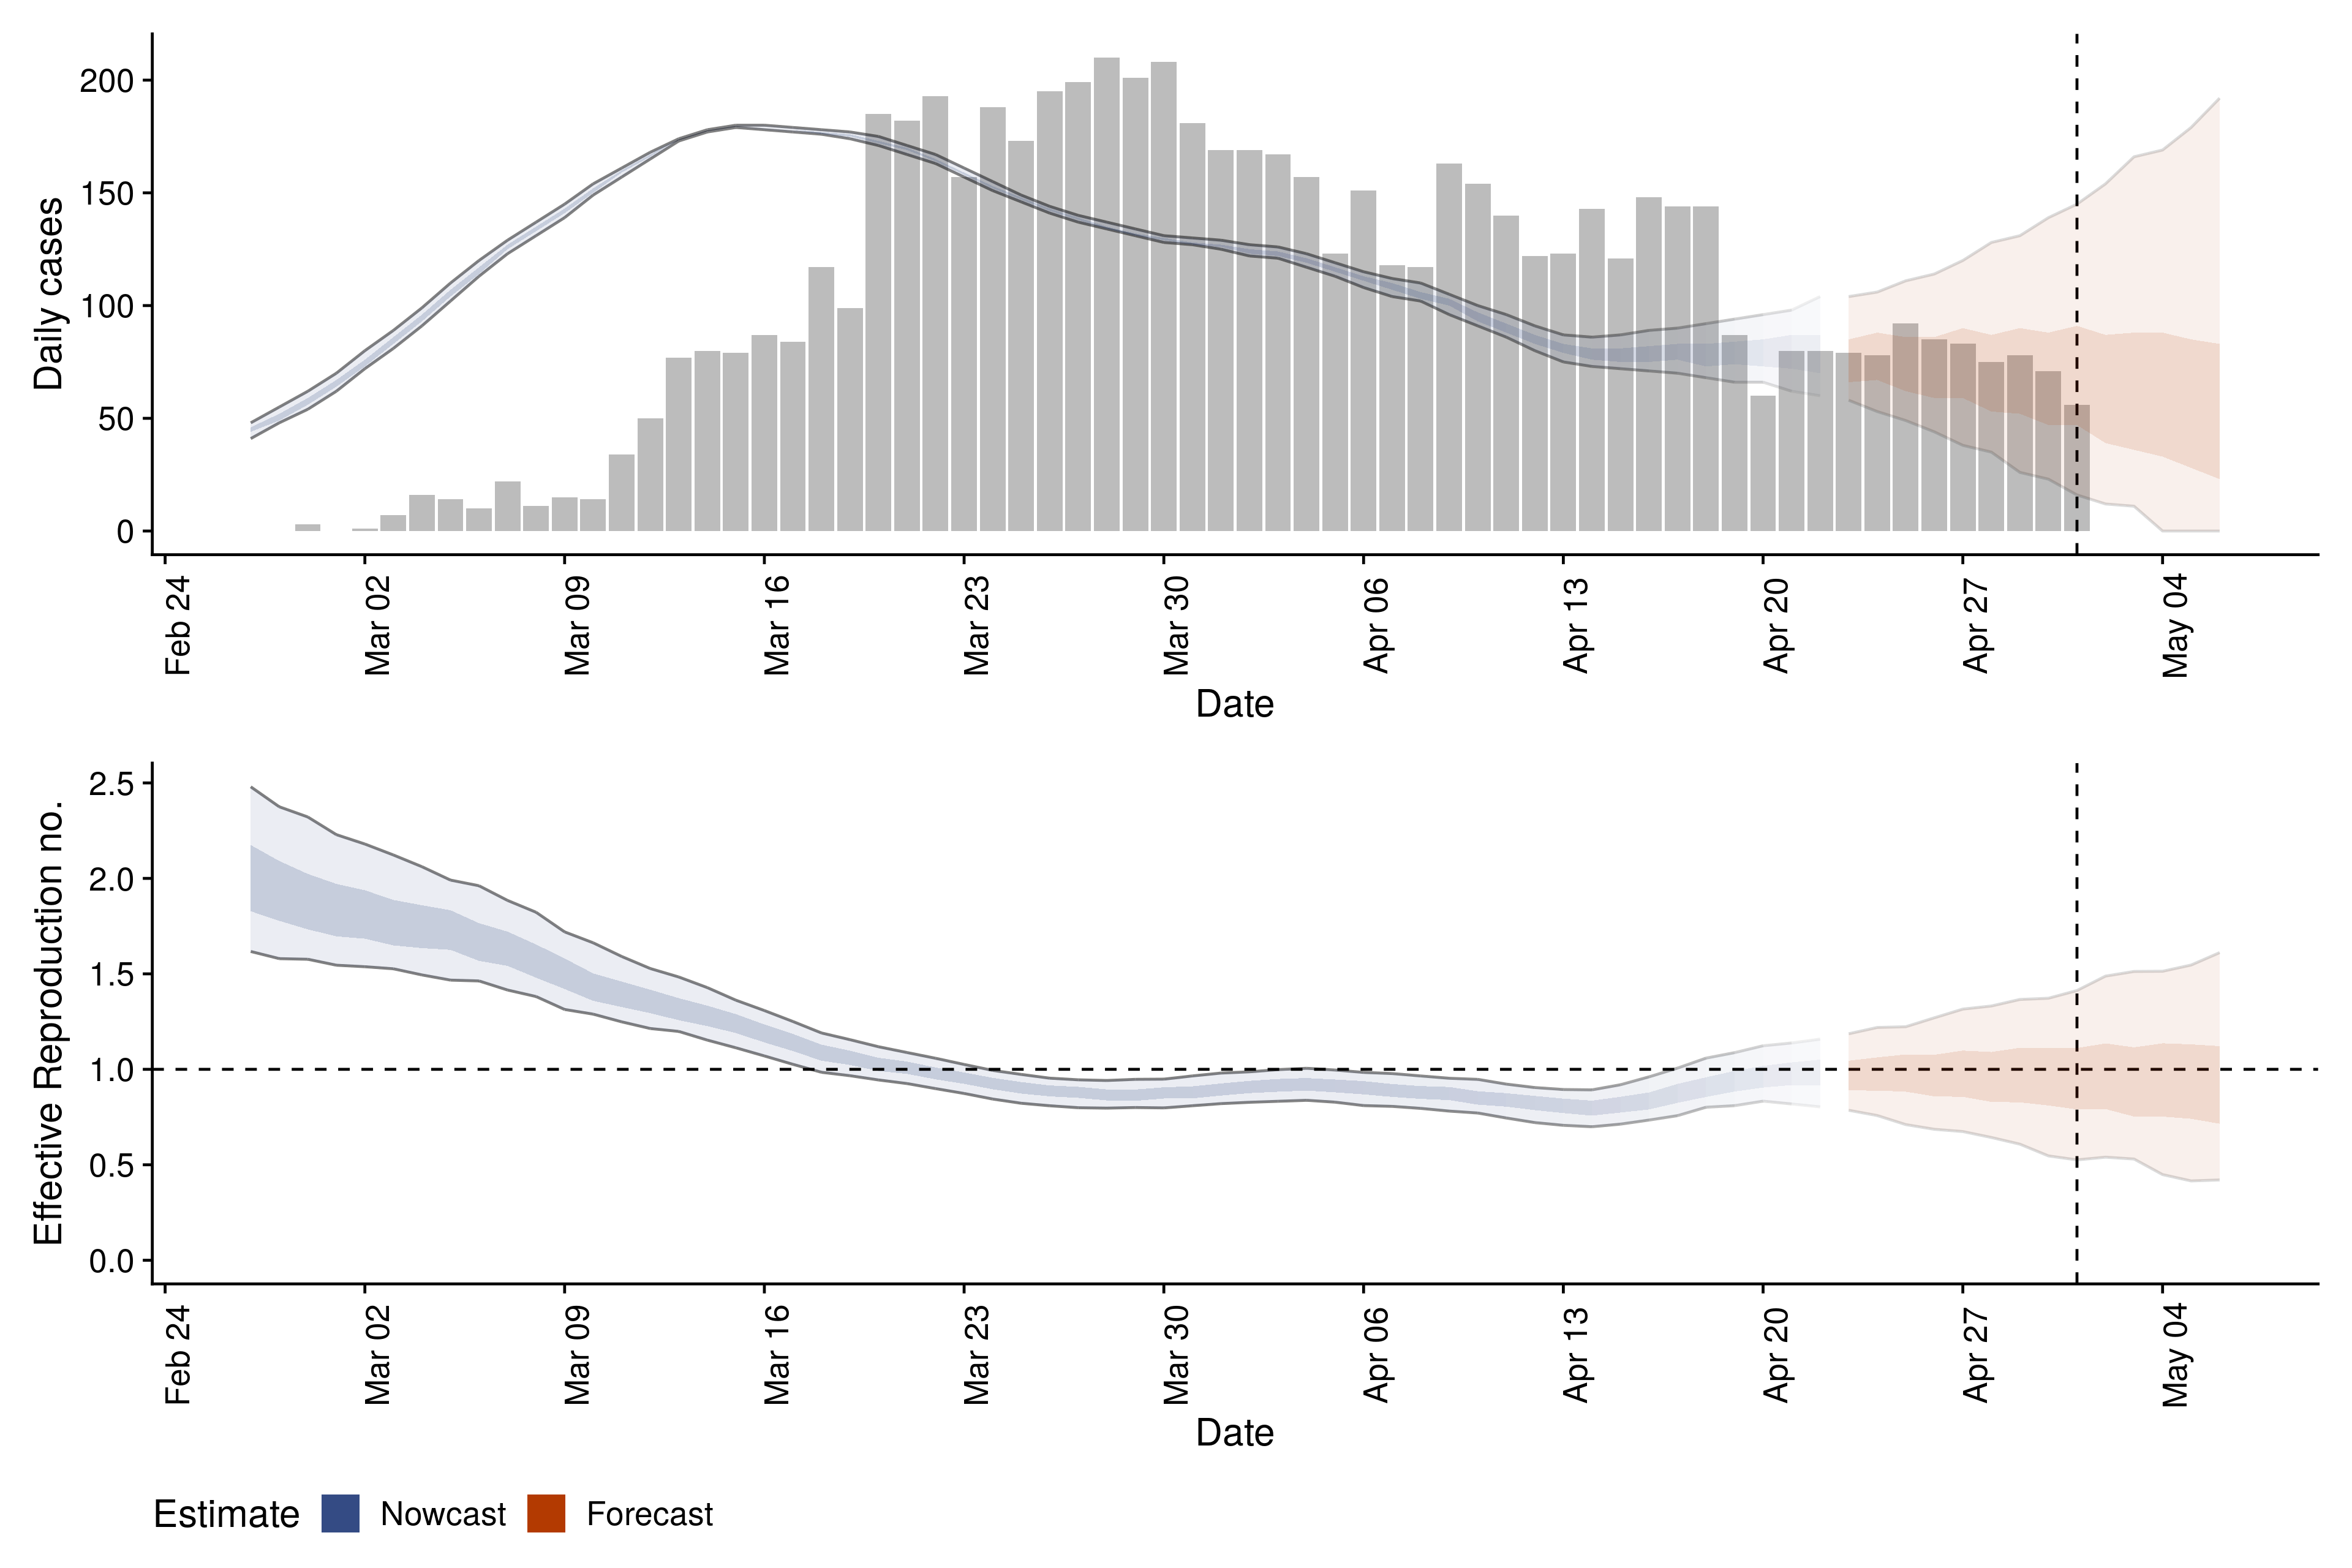 Daily cases
200
150
100
50
0
Feb 24
Mar 02
Mar 09
Mar 16
Mar 23
Mar 30
Apr 06
Apr 13
Apr 20
Apr 27
May 04
Date
Effective Reproduction no.
2.5
2.0
1.5
1.0
0.5
0.0
Feb 24
Mar 02
Mar 09
Mar 16
Mar 23
Mar 30
Apr 06
Apr 13
Apr 20
Apr 27
May 04
Date
Estimate Nowcast Forecast